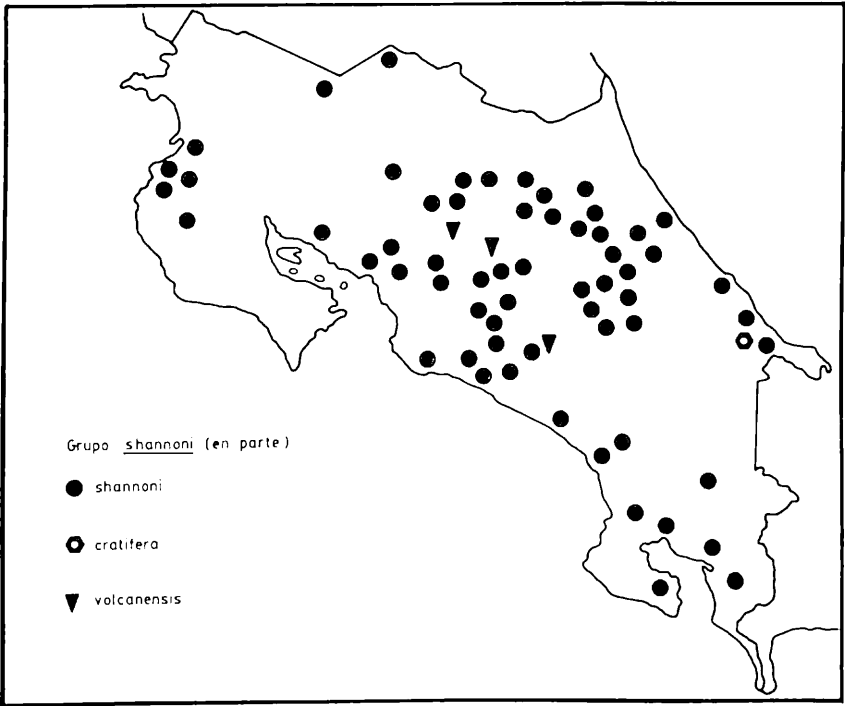 Grupo shannoni (en parte)
shannoni
cratifera
volcanensis